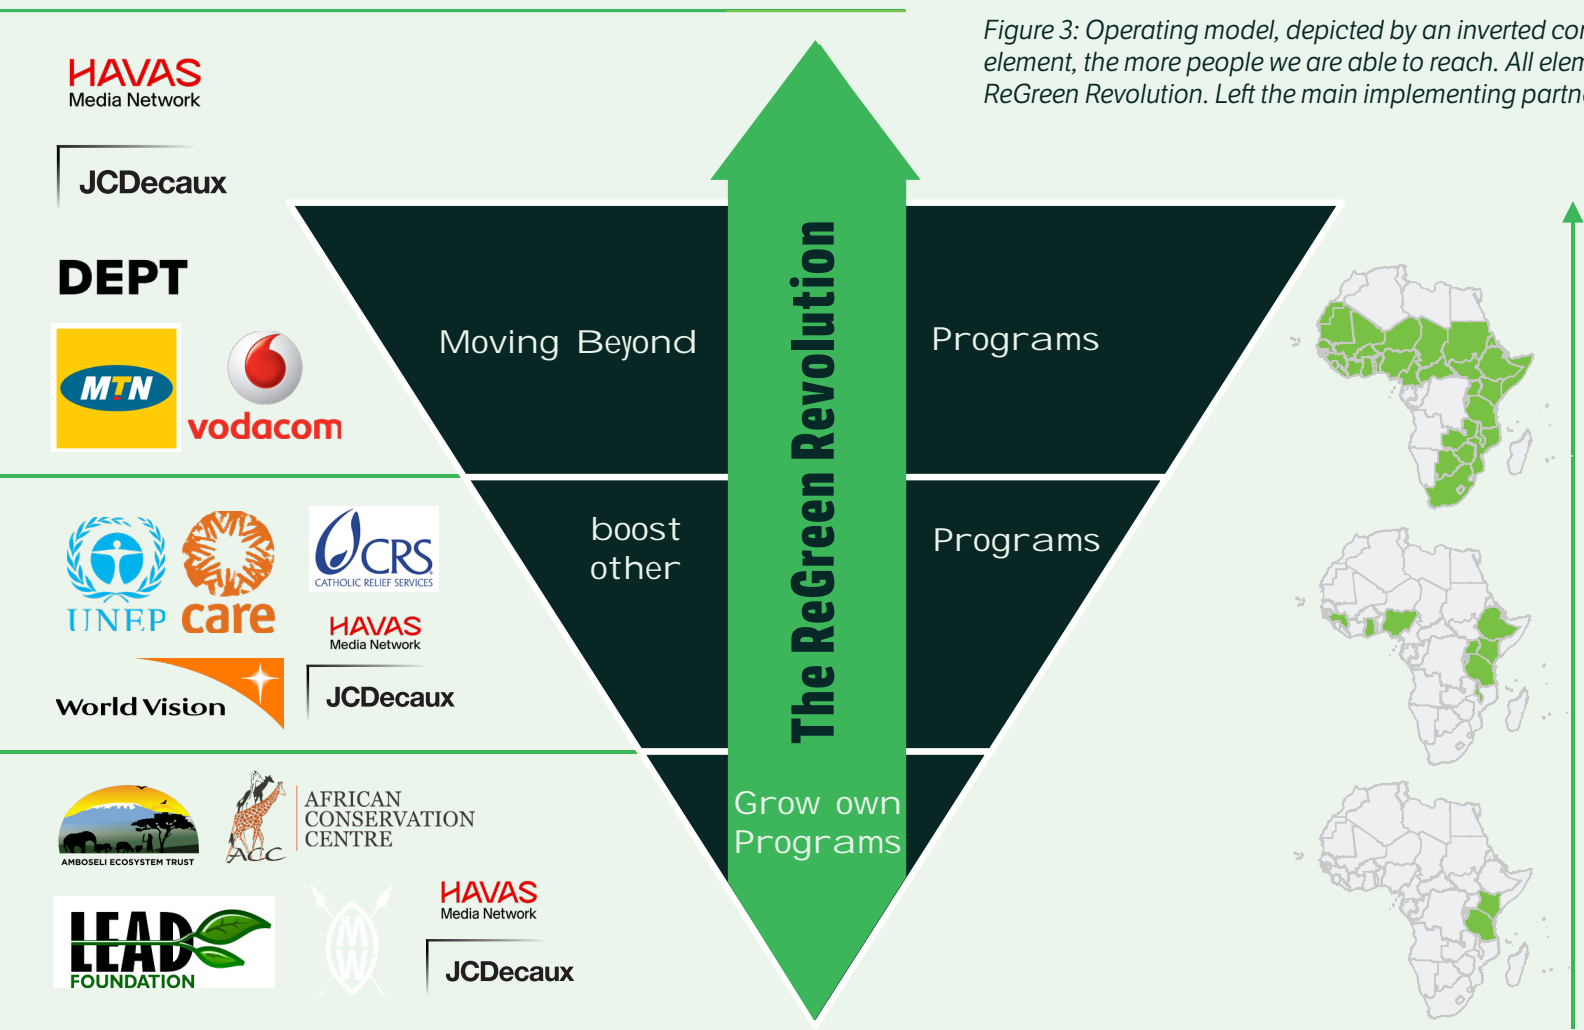 Figure 3: Operating model, depicted by an inverted
element, the more people we are able to reach. All
ReGreen Revolution. Left the main implementing
HAVAS
Media Network
JCDecaux
DEPT
MTN
vodacom
Moving Beyond
Programs
The ReGreen Revolution
UNEP
care
CRS
CATHOLIC RELIEF SERVICES
HAVAS
Media Network
World Vision
JCDecaux
boost
other
Programs
AMBOSELI ECOSYSTEM TRUST
ACC
AFRICAN
CONSERVATION
CENTRE
LEAD
FOUNDATION
MW
HAVAS
Media Network
JCDecaux
Grow own
Programs